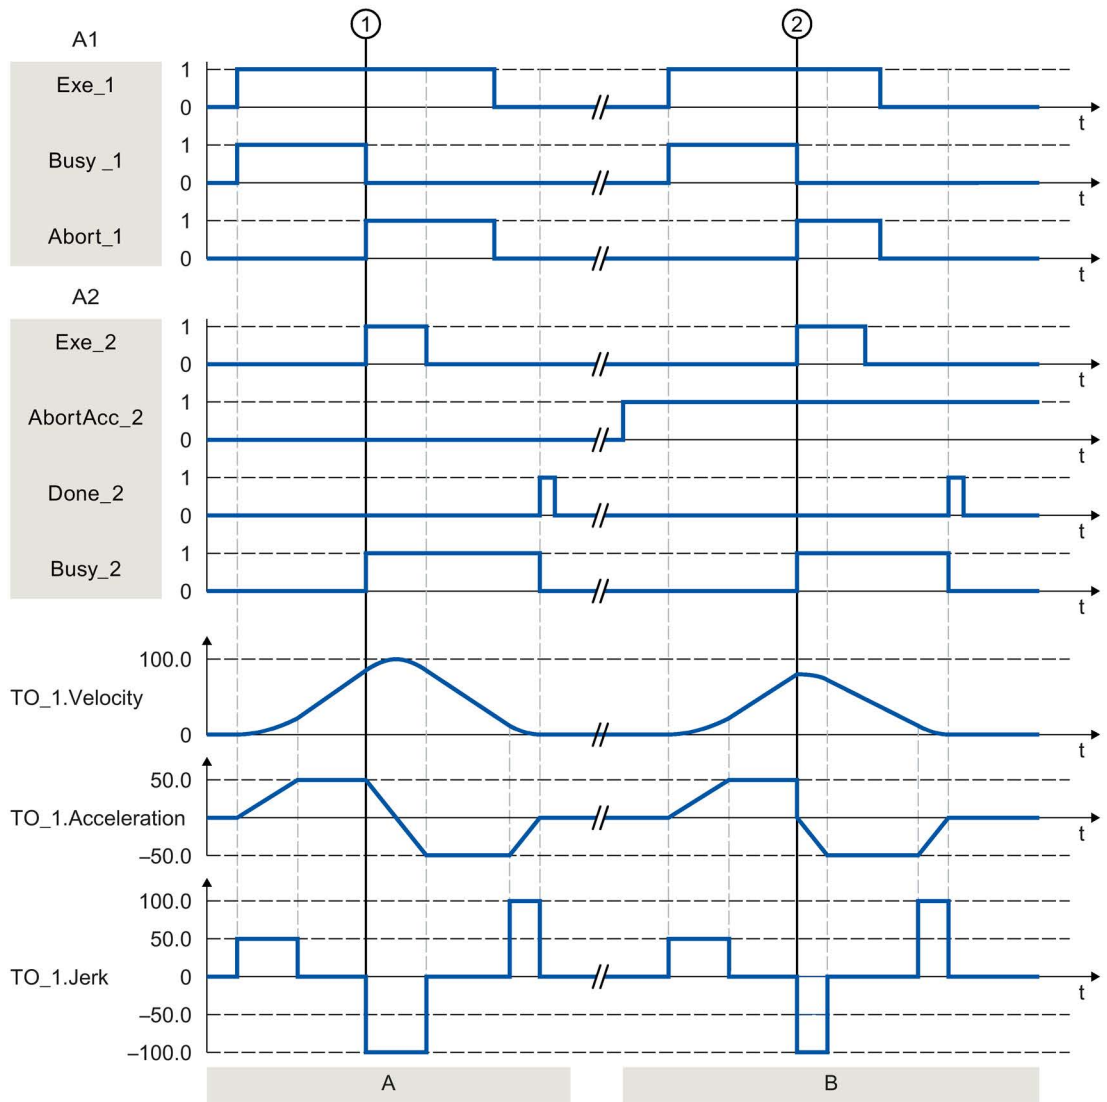 1 2
A1
Exe_1 1
0
t
Busy _1 1
0
t
Abort_1 1
0
t
A2
Exe_2 1
0
t
AbortAcc_2 1
0
t
Done_2 1
0
t
Busy_2 1
0
t
100.0
TO_1.Velocity
0
t
50.0
TO_1.Acceleration
t
–50.0
100.0
50.0
TO_1.Jerk 0
t
–50.0
–100.0
A B